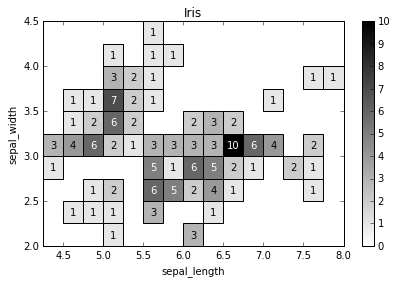 Iris
4.5
1
10
1 1 1
9
4.0
8
3 2 1 1 1
7
1 1 7 2 1 1
3.5
6
1 2 6 2 2 3 2
sepal_width
5
3 4 6 2 1 3 3 3 3 10 6 4 2
3.0
4
1 5 1 6 5 2 1 2 1
3
1 2 6 5 2 4 1 2
2.5
2
1 1 1 3 1
1
1 3
2.0
0
4.5 5.0 5.5 6.0 6.5 7.0 7.5 8.0
sepal_length